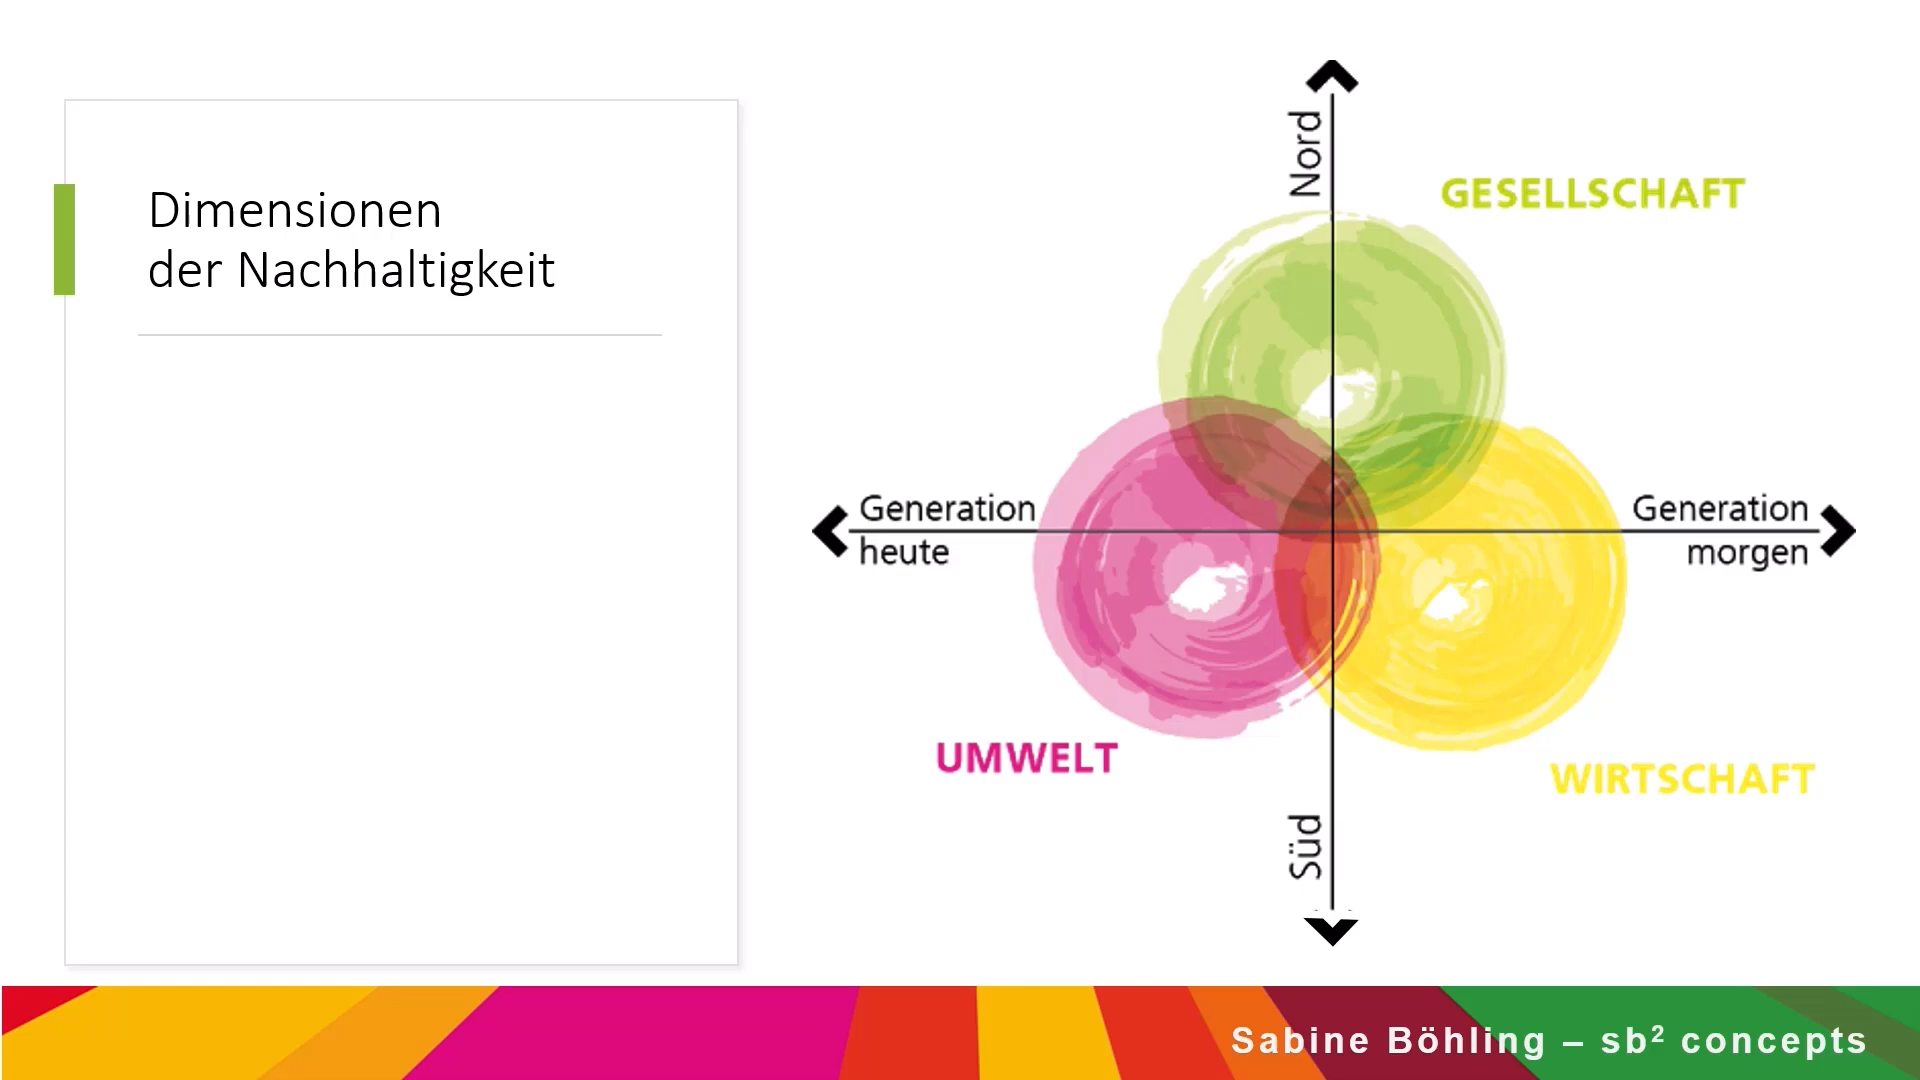 Dimensionen
der Nachhaltigkeit
Nord
GESELLSCHAFT
Generation
heute
Generation
morgen
UMWELT
WIRTSCHAFT
Süd
Sabine Böhling – sb² concepts